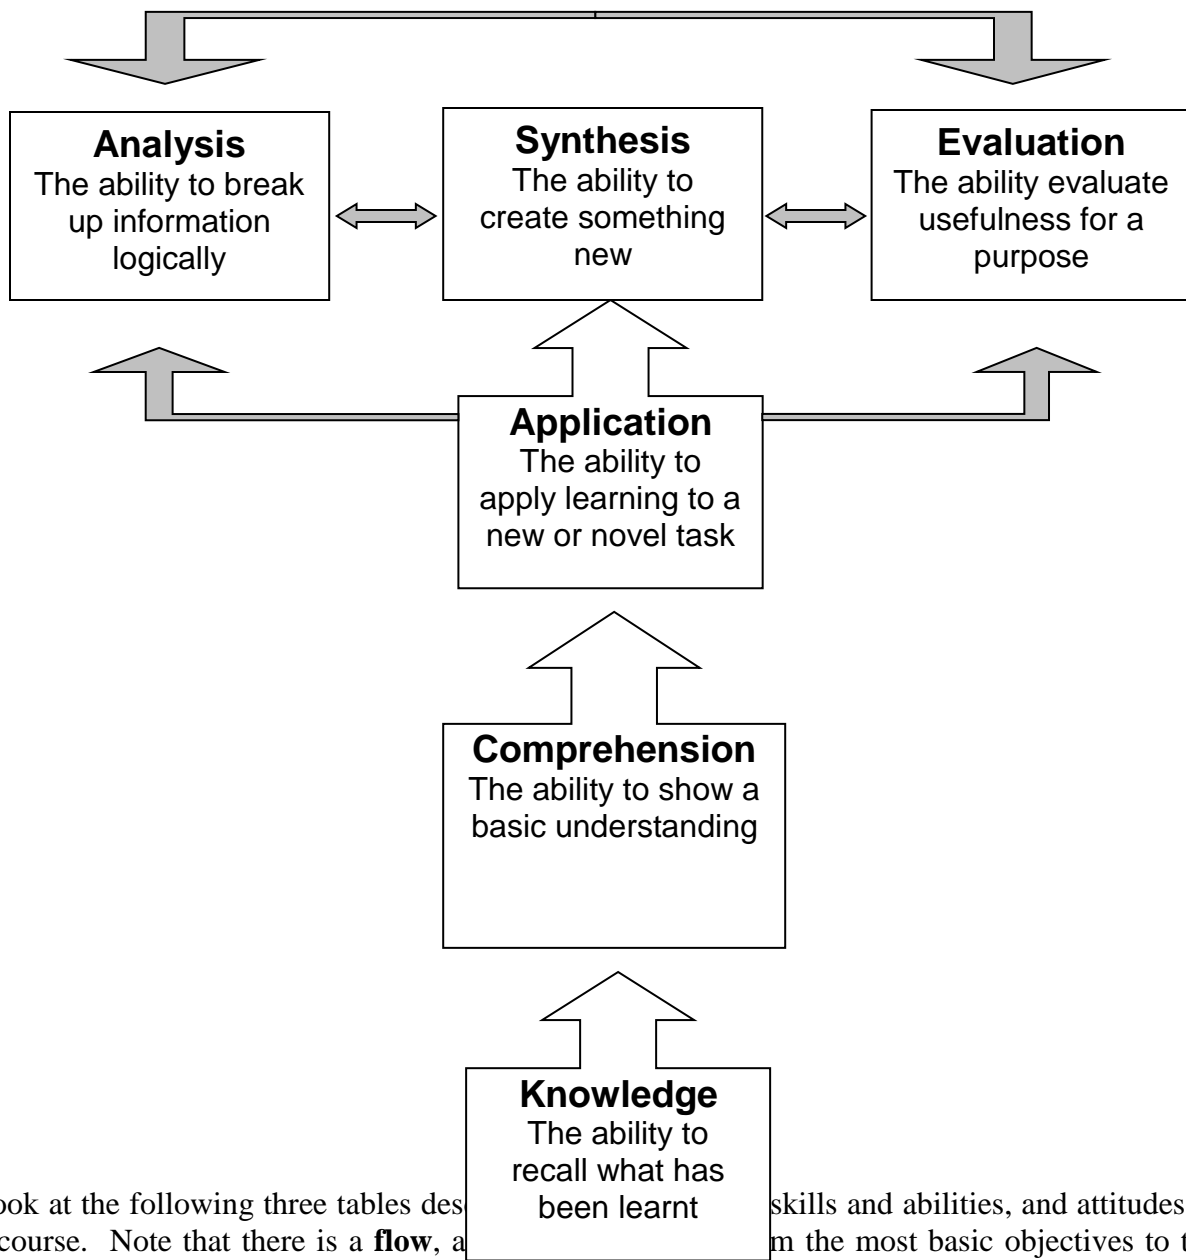 Analysis
The ability to break
up information
logically
Synthesis
The ability to
create something
new
Evaluation
The ability evaluate
usefulness for a
purpose
Application
The ability to
apply learning to a
new or novel task
Comprehension
The ability to show a
basic understanding
Knowledge
The ability to
recall what has
been learnt
at the following three tables skills and abilities, and attitudes
course. Note that there is a flow, the most basic objectives to